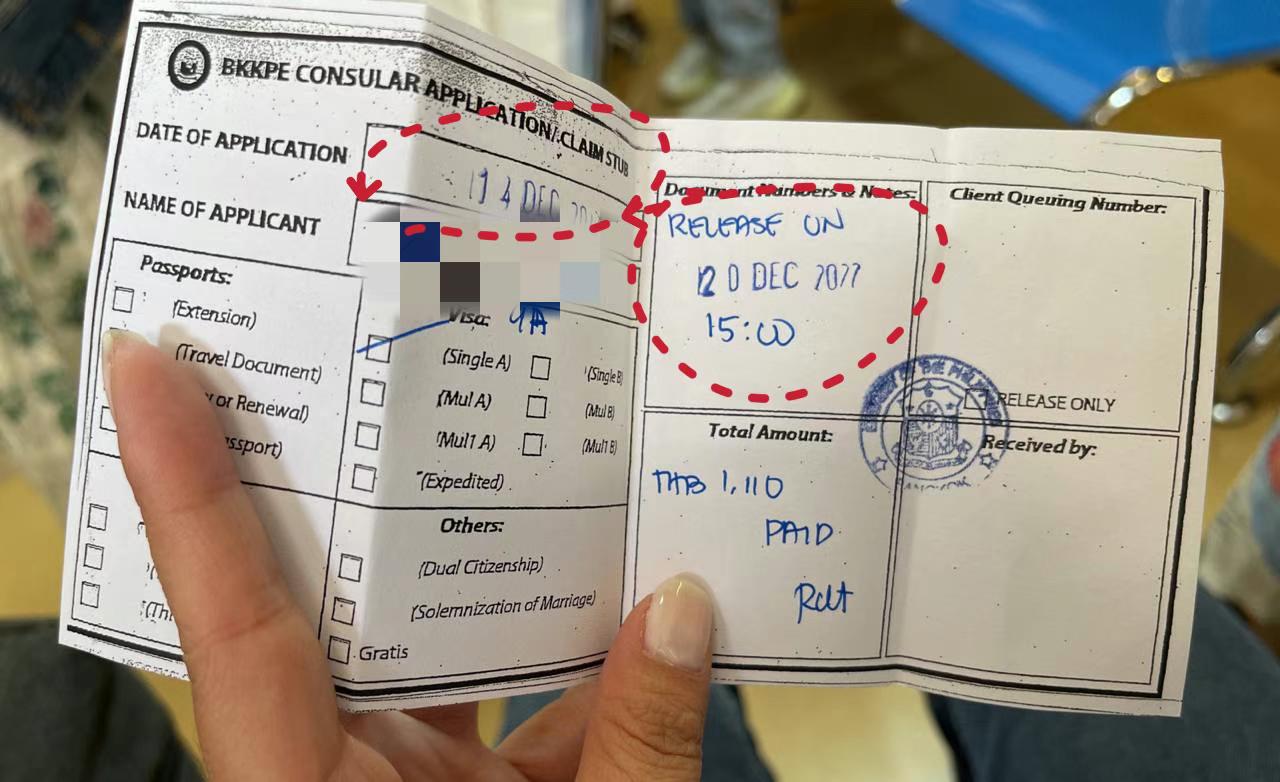 BKKPE CONSULAR APPLICATION/CLAIM STUB
DATE OF APPLICATION
14 DEC
NAME OF APPLICANT
Passports:
(Extension)
(Travel Document)
or Renewal)
Visa: 9A
(Single A)
(Single B)
(Mul A)
(Mul B)
(Mul1 A)
(Mul1 B)
(Expedited)
Others:
(Dual Citizenship)
(Solemnization of Marriage)
Gratis
Document Numbers & Notes:
RELEASE ON
20 DEC 2022
15:00
Total Amount:
THB 1,110
PAID
Client Queuing Number:
RELEASE ONLY
Received by: